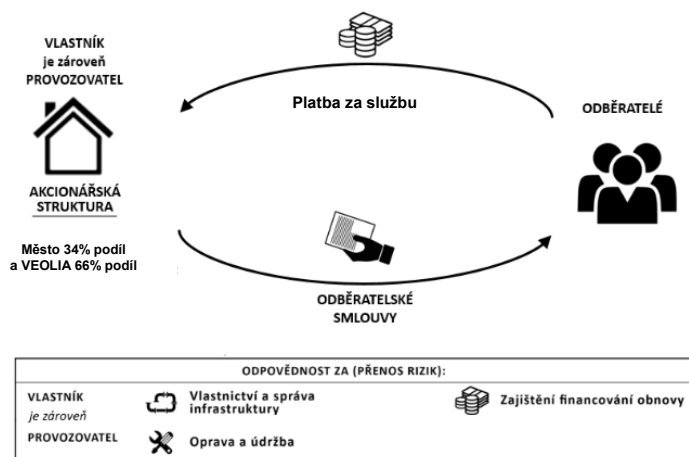 VLASTNÍK
je zároveň
PROVOZOVATEL
Platba za službu
ODBĚRATELÉ
AKCIONÁŘSKÁ
STRUKTURA
Město 34% podíl
a VEOLIA 66% podíl
ODBĚRATELSKÉ
SMLOUVY
ODPOVĚDNOST ZA (PŘENOS RIZIK):
VLASTNÍK
je zároveň
PROVOZOVATEL
Vlastnictví a správa
infrastruktury
Zajištění financování obnovy
Oprava a údržba